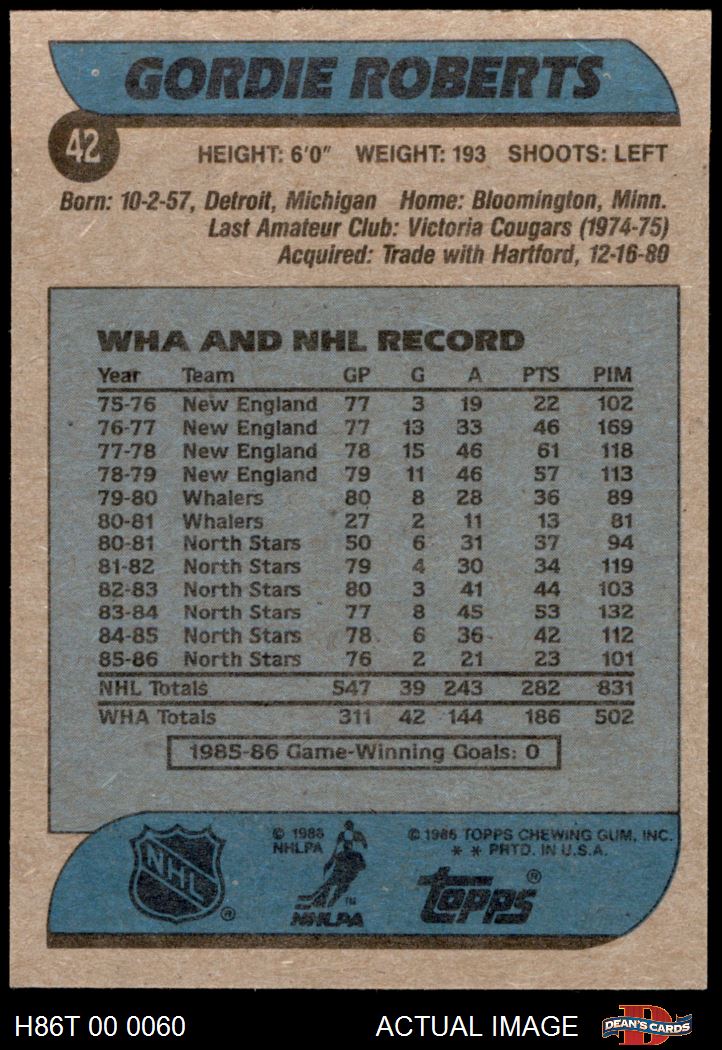 GORDIE ROBERTS
42
HEIGHT: 6'0" WEIGHT: 193 SHOOTS: LEFT
Born: 10-2-57, Detroit, Michigan Home: Bloomington, Minn.
Last Amateur Club: Victoria Cougars (1974-75)
Acquired: Trade with Hartford, 12-16-80
WHA AND NHL RECORD
Year Team GP G A PTS PIM
75-76 New England 77 3 19 22 102
76-77 New England 77 13 33 46 169
77-78 New England 78 15 46 61 118
78-79 New England 79 11 46 57 113
79-80 Whalers 80 8 28 36 89
80-81 Whalers 27 2 11 13 81
80-81 North Stars 50 6 31 37 94
81-82 North Stars 79 4 30 34 119
82-83 North Stars 80 3 41 44 103
83-84 North Stars 77 8 45 53 132
84-85 North Stars 78 6 36 42 112
85-86 North Stars 76 2 21 23 101
NHL Totals 547 39 243 282 831
WHA Totals 311 42 144 186 502
1985-86 Game-Winning Goals: 0
NHL ®
© 1986
NHLPA
TM
NHLPA
© 1986 TOPPS CHEWING GUM, INC.
* * PRTD. IN U.S.A.
topps ®
H86T 00 0060 ACTUAL IMAGE
D
DEAN'S CARDS